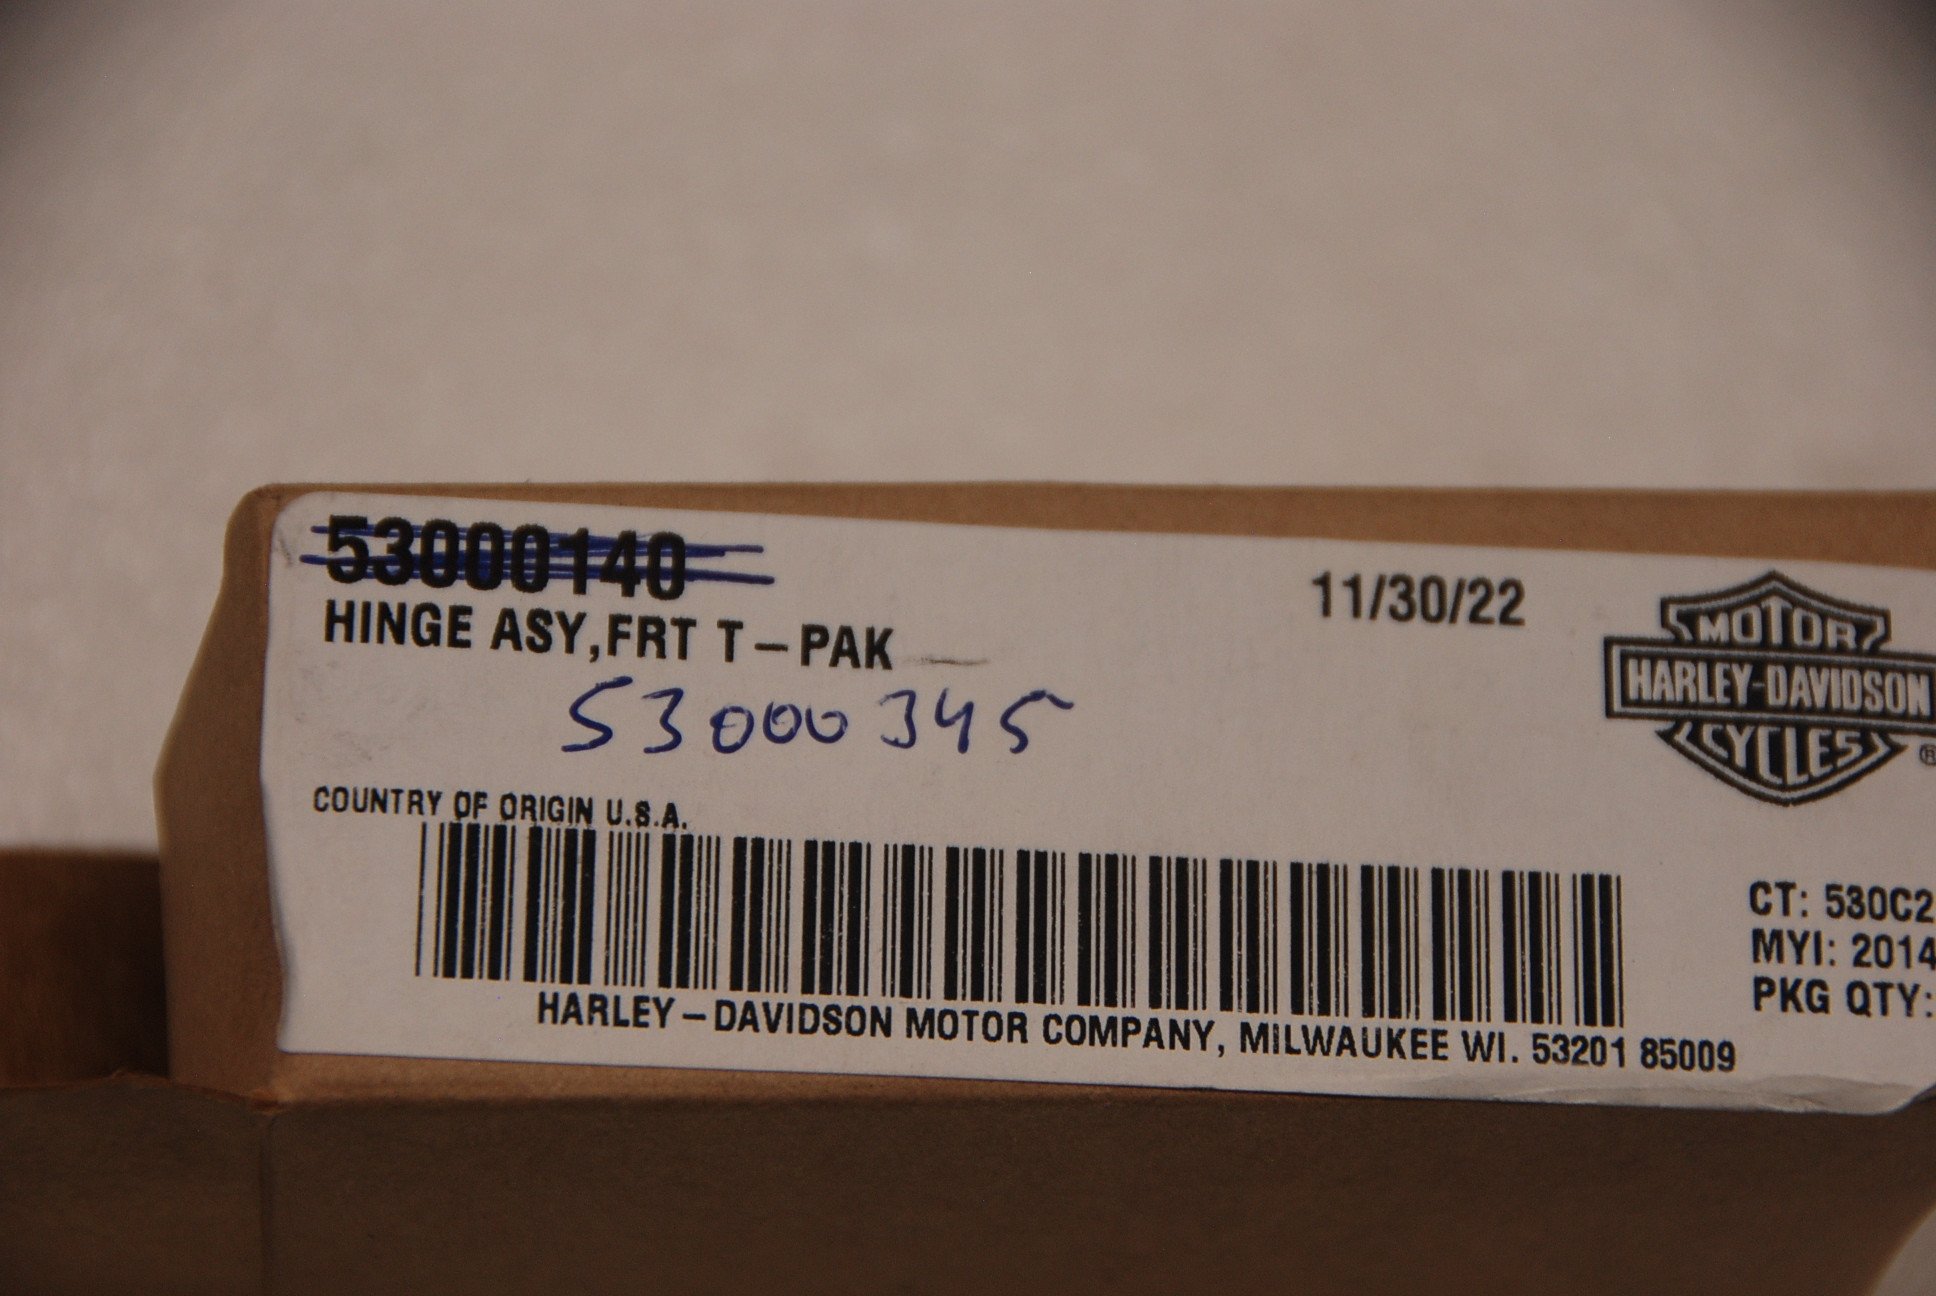 53000140
HINGE ASY,FRT T-PAK
53000345
11/30/22
MOTOR
HARLEY-DAVIDSON
CYCLES
®
COUNTRY OF ORIGIN U.S.A.
CT: 530C2
MYI: 2014
PKG QTY:
HARLEY-DAVIDSON MOTOR COMPANY, MILWAUKEE WI. 53201 85009